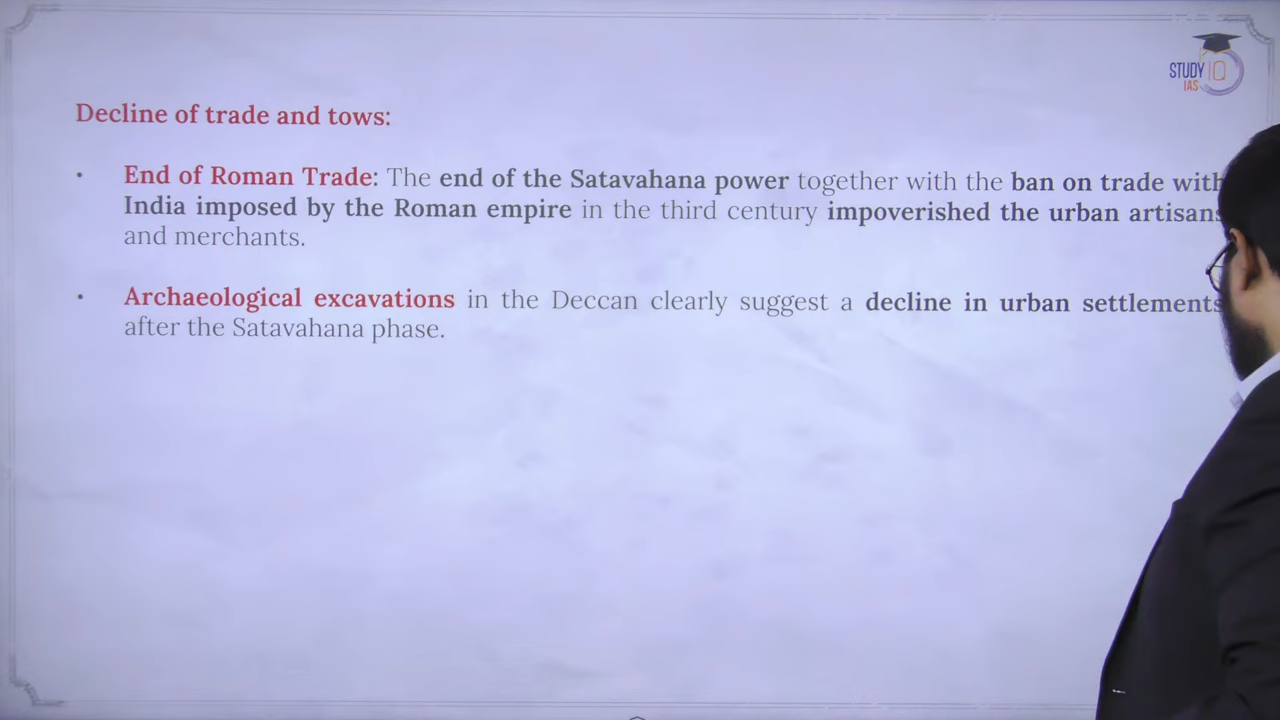 STUDY IQ
IAS
Decline of trade and tows:
• End of Roman Trade: The end of the Satavahana power together with the ban on trade with
India imposed by the Roman empire in the third century impoverished the urban artisans
and merchants.
• Archaeological excavations in the Deccan clearly suggest a decline in urban settlements
after the Satavahana phase.